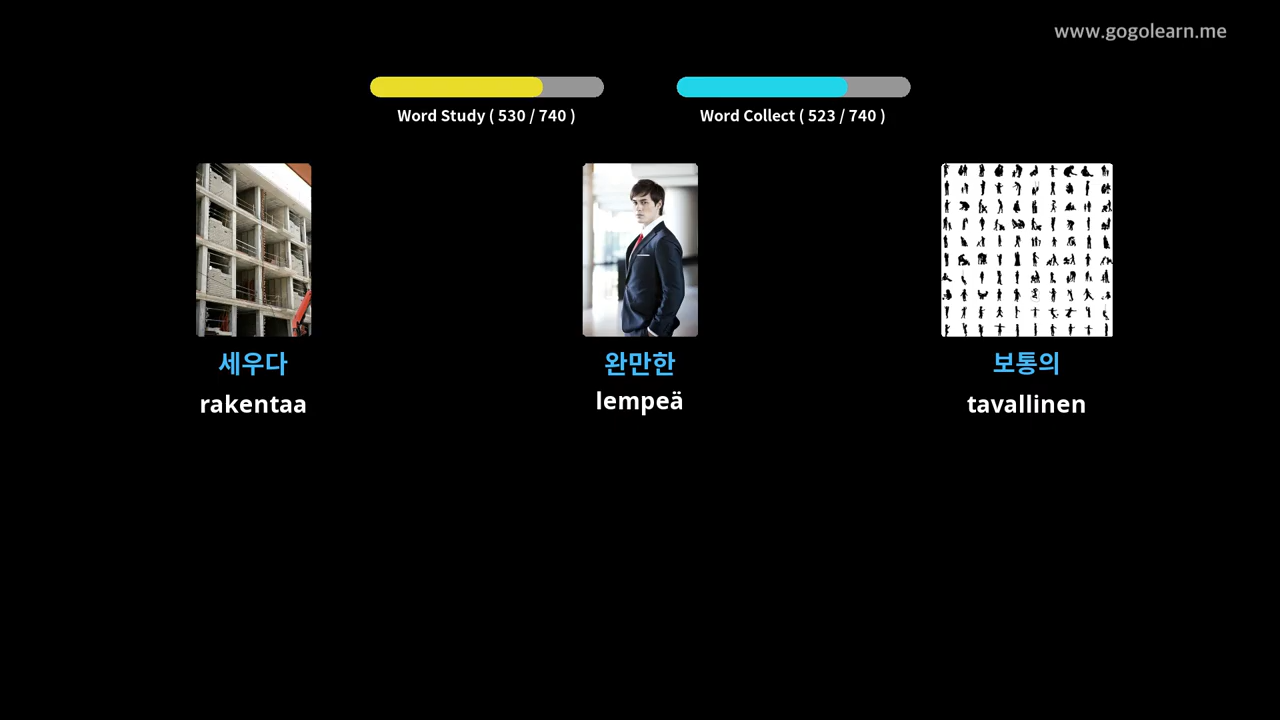 www.gogolearn.me
Word Study ( 530 / 740 )
Word Collect ( 523 / 740 )
세우다
완만한
보통의
rakentaa
lempeä
tavallinen